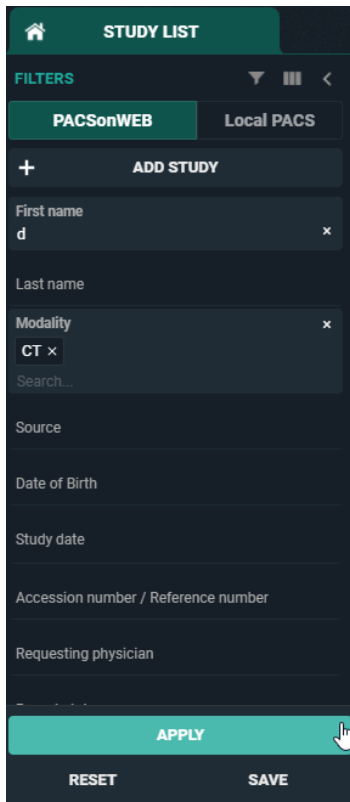 STUDY LIST
FILTERS
PACSonWEB Local PACS
+ ADD STUDY
First name
d ×
Last name
Modality ×
CT ×
Search...
Source
Date of Birth
Study date
Accession number / Reference number
Requesting physician
APPLY
RESET SAVE